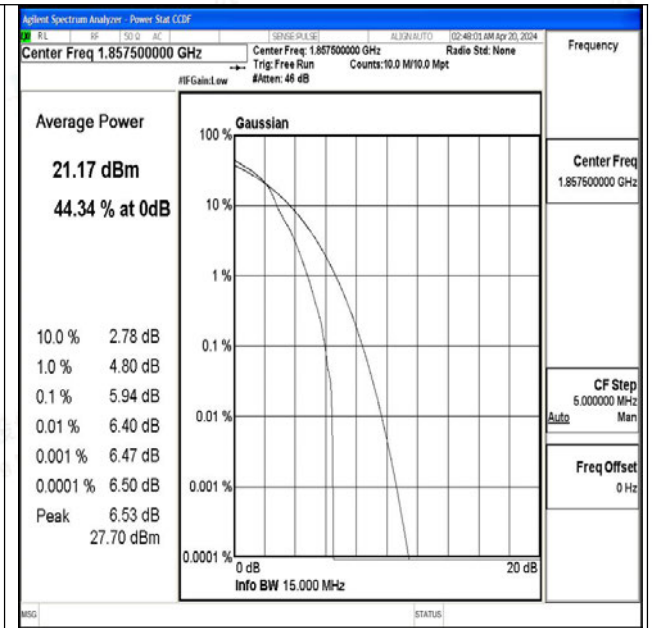 Agilent Spectrum Analyzer - Power Stat CCDF
RL RF 50 Ω AC SENSE:PULSE ALIGN AUTO 02:48:01 AM Apr 20, 2024
Center Freq 1.857500000 GHz
Center Freq: 1.857500000 GHz Radio Std: None
Trig: Free Run Counts:10.0 M/10.0 Mpt
#IFGain:Low #Atten: 46 dB
Frequency
Average Power
21.17 dBm
44.34 % at 0dB
10.0 % 2.78 dB
1.0 % 4.80 dB
0.1 % 5.94 dB
0.01 % 6.40 dB
0.001 % 6.47 dB
0.0001 % 6.50 dB
Peak 6.53 dB
27.70 dBm
Gaussian
100 %
10 %
1 %
0.1 %
0.01 %
0.001 %
0.0001 %
0 dB 20 dB
Info BW 15.000 MHz
Center Freq
1.857500000 GHz
CF Step
5.000000 MHz
Auto Man
Freq Offset
0 Hz
MSG STATUS